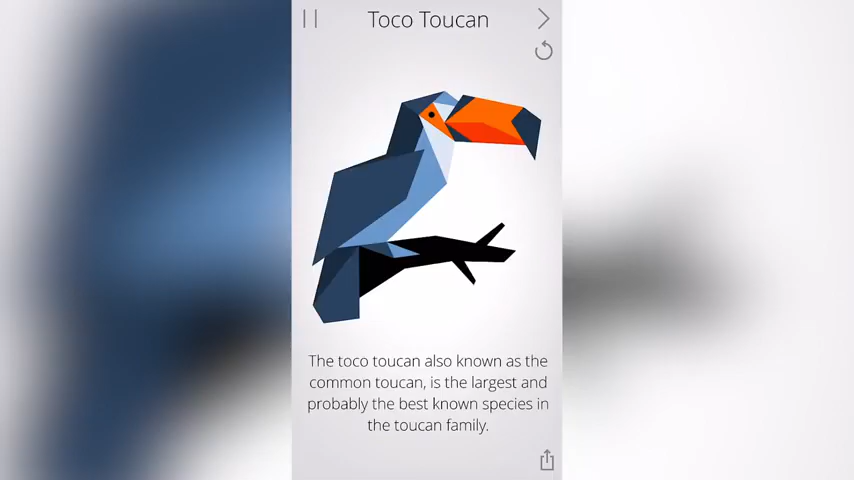 Toco Toucan
The toco toucan also known as the
common toucan, is the largest and
probably the best known species in
the toucan family.